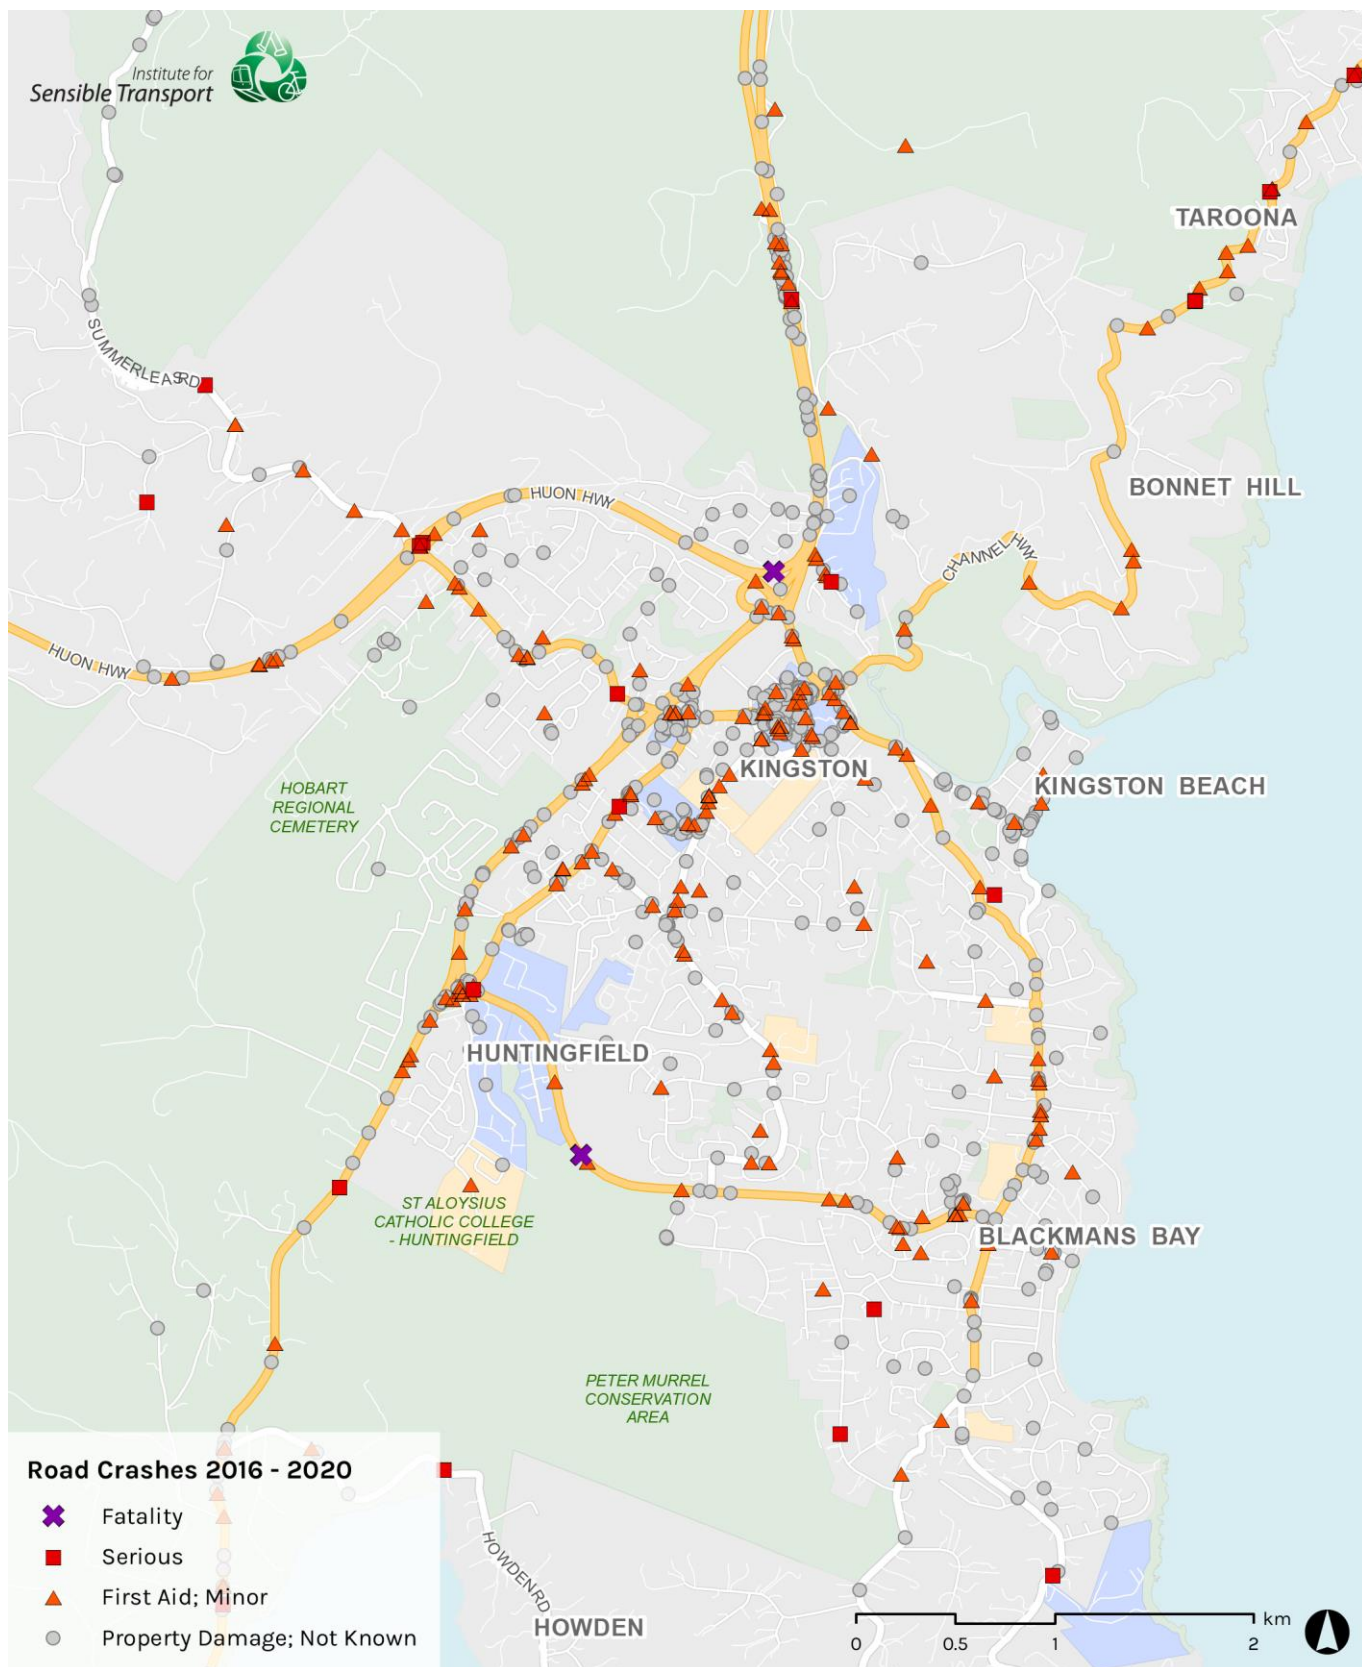 Institute for
Sensible Transport
TAROONA
SUMMERLEAS RD
BONNET HILL
HUON HWY
CHANNEL HWY
HUON HWY
KINGSTON
KINGSTON BEACH
HOBART
REGIONAL
CEMETERY
HUNTINGFIELD
ST ALOYSIUS
CATHOLIC COLLEGE
- HUNTINGFIELD
BLACKMANS BAY
PETER MURREL
CONSERVATION
AREA
Road Crashes 2016 - 2020
Fatality
Serious
First Aid; Minor
Property Damage; Not Known
HOWDEN RD
HOWDEN
km
0 0.5 1 2